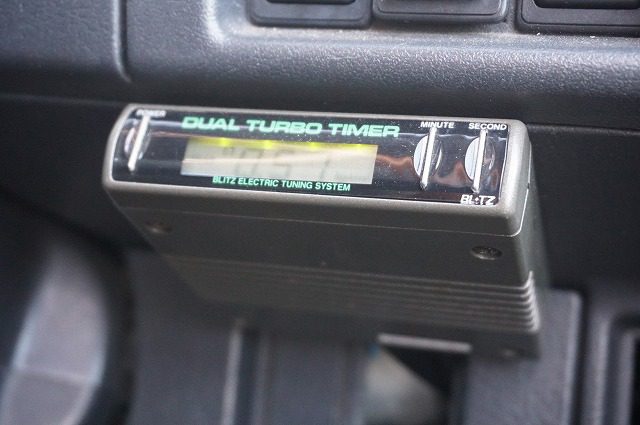 POWER
DUAL TURBO TIMER
MINUTE
SECOND
BLITZ ELECTRIC TUNING SYSTEM
BLITZ